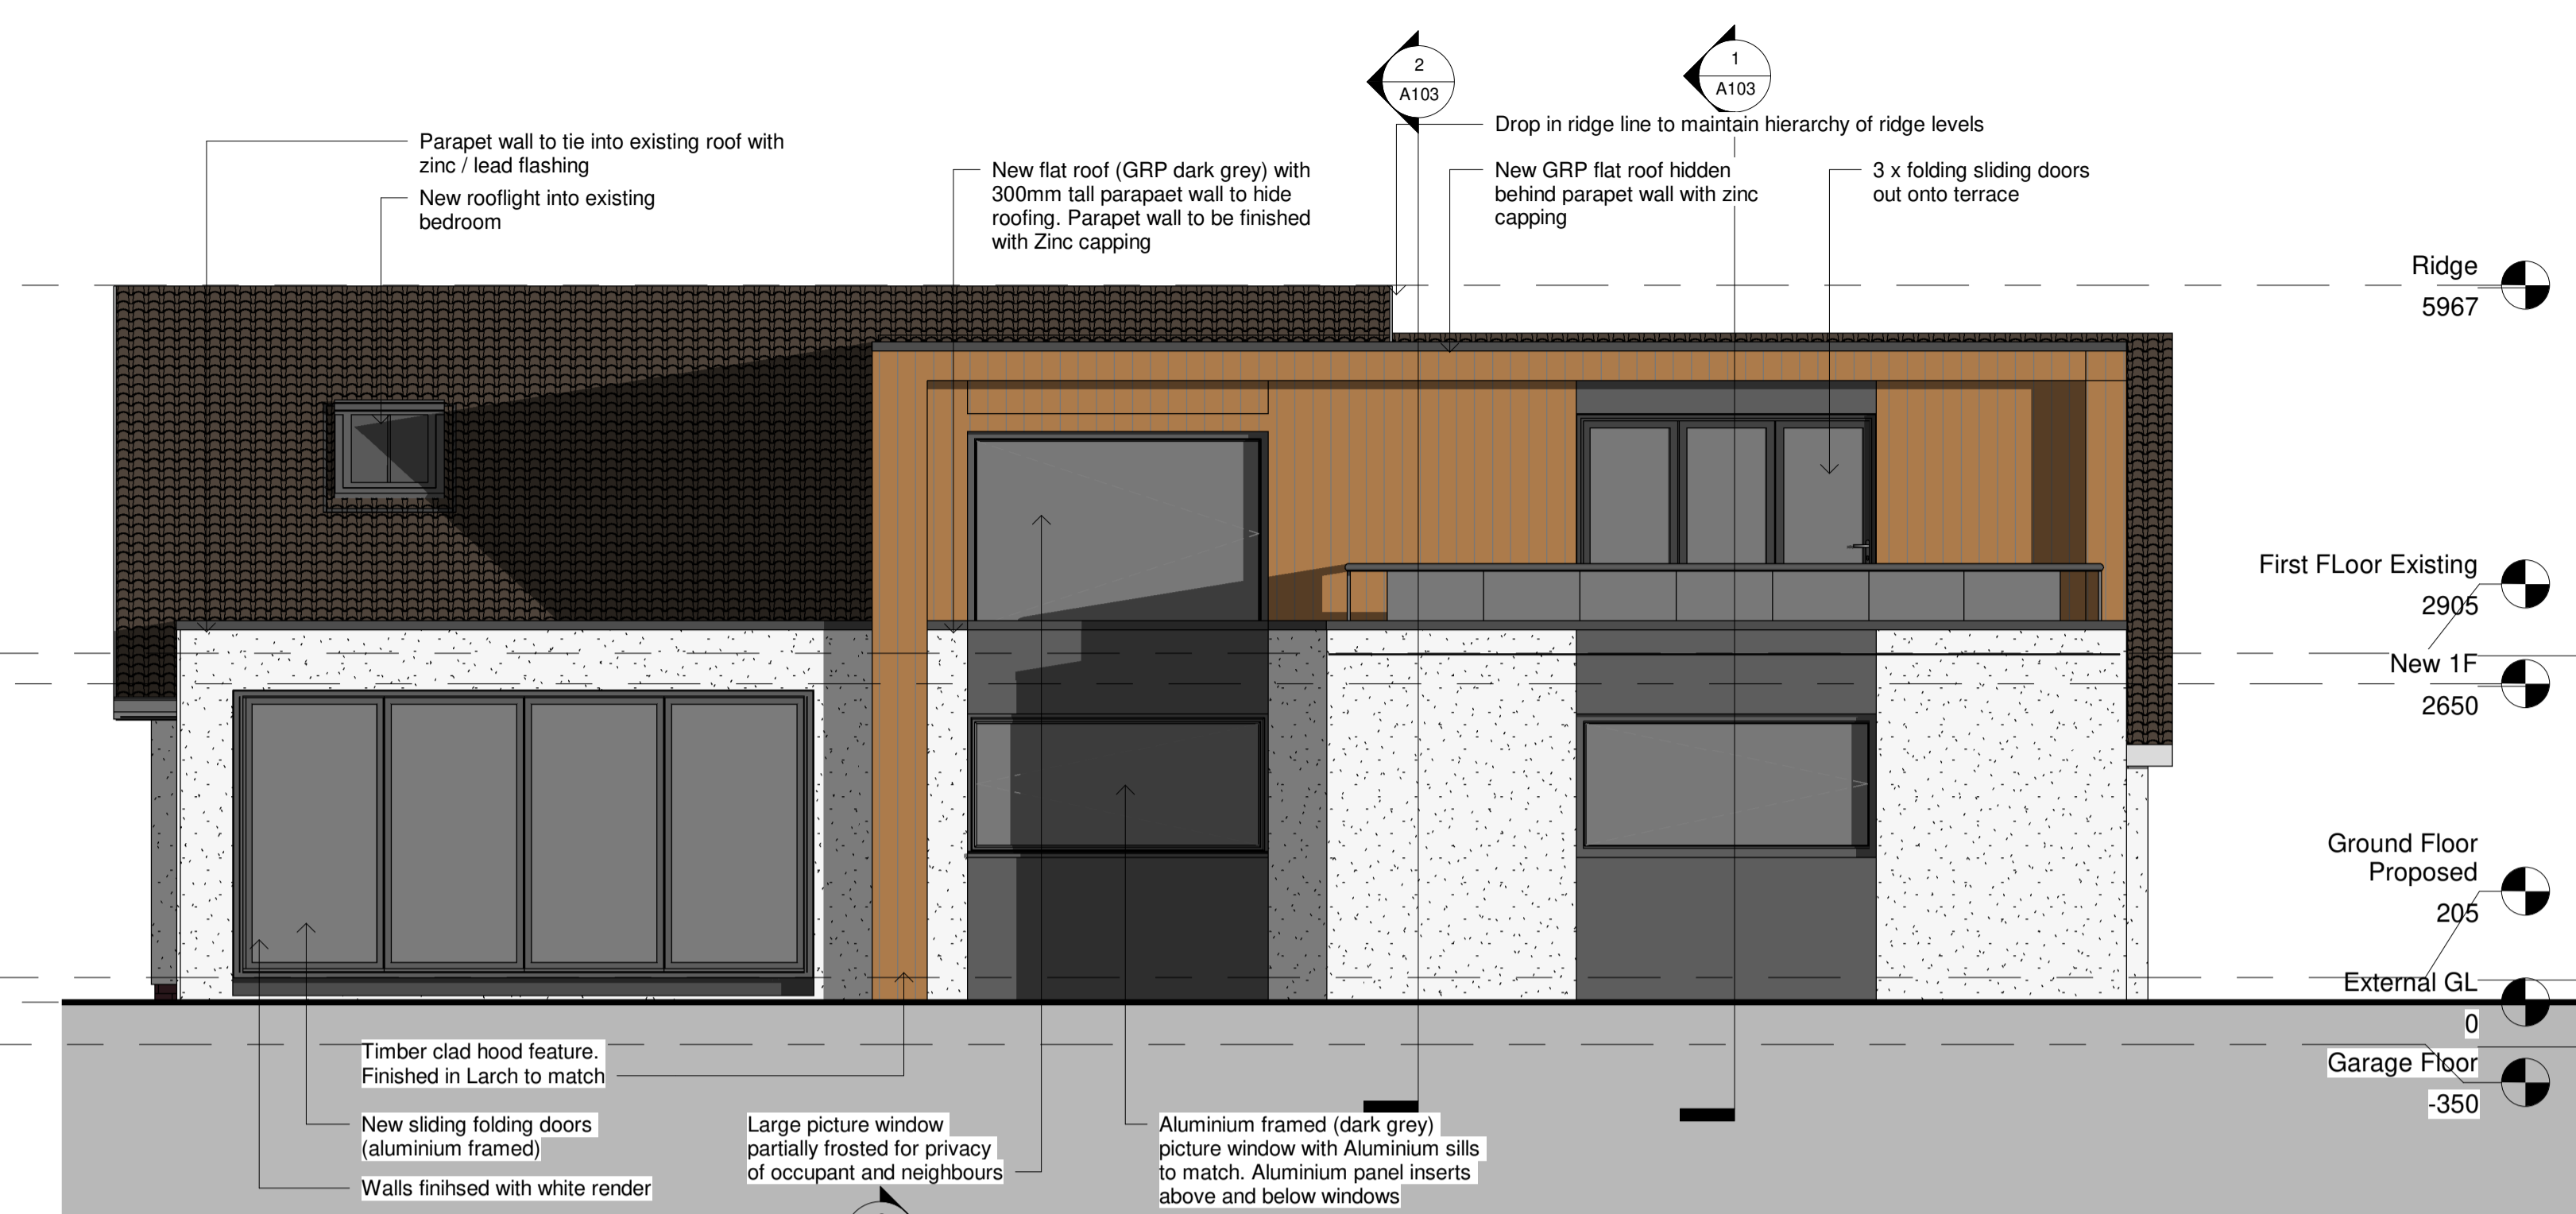 2
A103
1
A103
Drop in ridge line to maintain hierarchy of ridge levels
Parapet wall to tie into existing roof with
zinc / lead flashing
New rooflight into existing
bedroom
New flat roof (GRP dark grey) with
300mm tall parapaet wall to hide
roofing. Parapet wall to be finished
with Zinc capping
New GRP flat roof hidden
behind parapet wall with zinc
capping
3 x folding sliding doors
out onto terrace
Ridge
5967
First FLoor Existing
2905
New 1F
2650
Ground Floor
Proposed
205
External GL
0
Garage Floor
-350
Timber clad hood feature.
Finished in Larch to match
New sliding folding doors
(aluminium framed)
Walls finihsed with white render
Large picture window
partially frosted for privacy
of occupant and neighbours
Aluminium framed (dark grey)
picture window with Aluminium sills
to match. Aluminium panel inserts
above and below windows